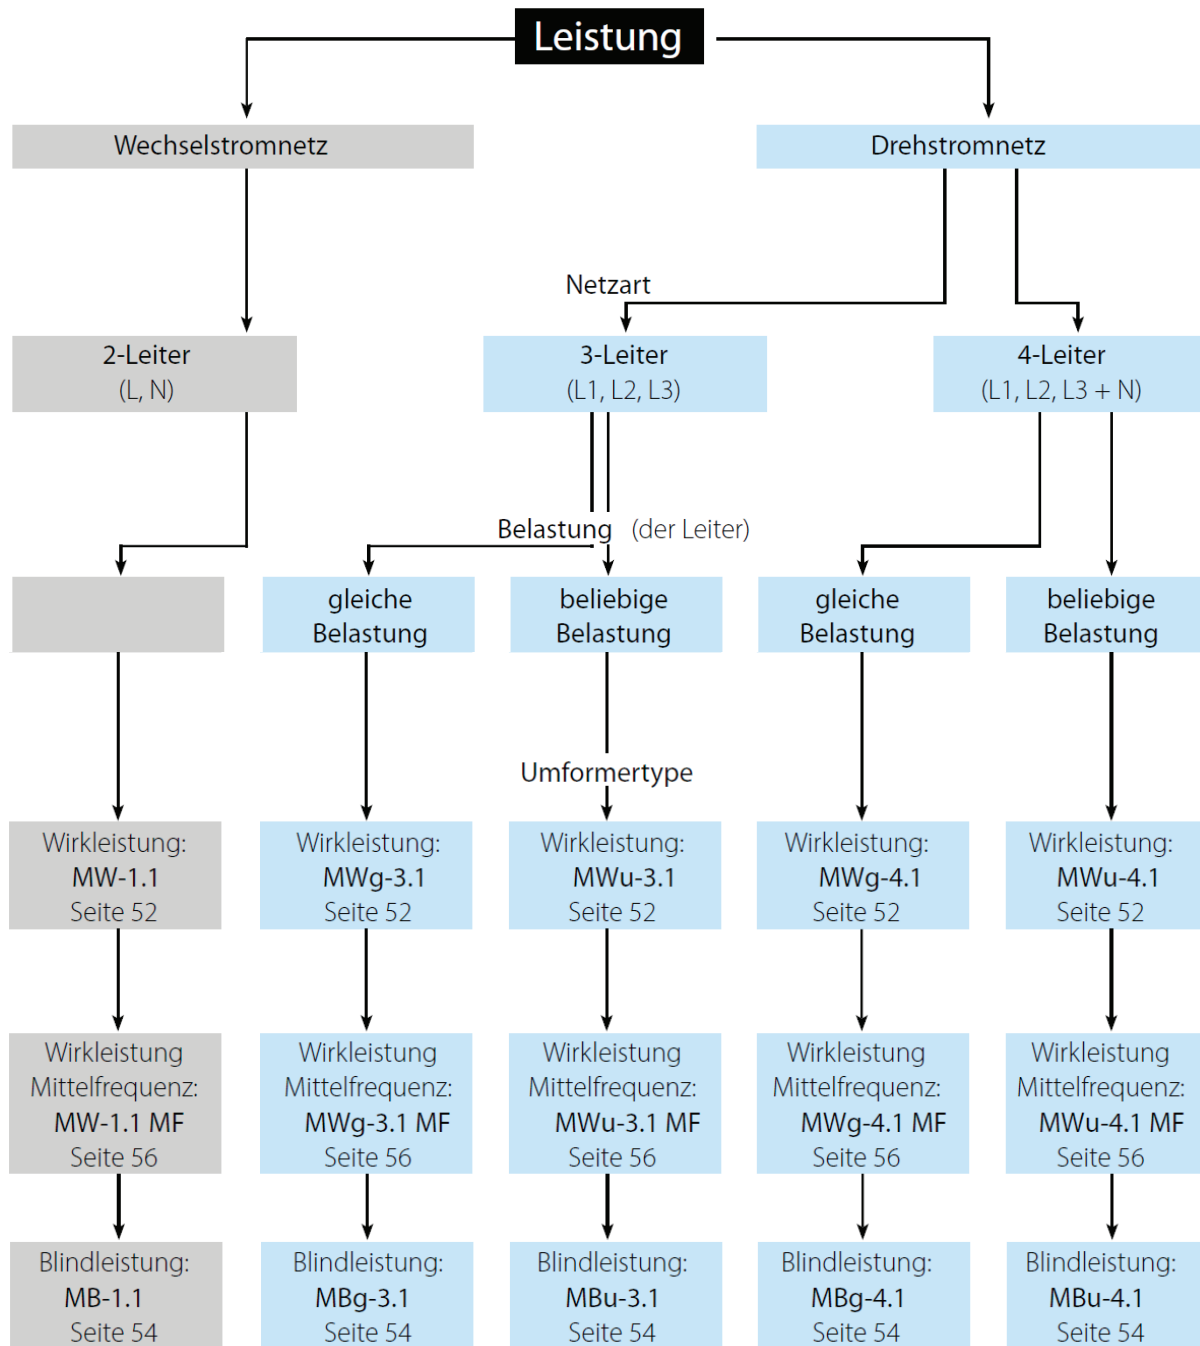 Leistung
Wechselstromnetz
Drehstromnetz
Netzart
2-Leiter
(L, N)
3-Leiter
(L1, L2, L3)
4-Leiter
(L1, L2, L3 + N)
Belastung (der Leiter)
gleiche
Belastung
beliebige
Belastung
gleiche
Belastung
beliebige
Belastung
Umformertype
Wirkleistung:
MW-1.1
Seite 52
Wirkleistung:
MWg-3.1
Seite 52
Wirkleistung:
MWu-3.1
Seite 52
Wirkleistung:
MWg-4.1
Seite 52
Wirkleistung:
MWu-4.1
Seite 52
Wirkleistung
Mittelfrequenz:
MW-1.1 MF
Seite 56
Wirkleistung
Mittelfrequenz:
MWg-3.1 MF
Seite 56
Wirkleistung
Mittelfrequenz:
MWu-3.1 MF
Seite 56
Wirkleistung
Mittelfrequenz:
MWg-4.1 MF
Seite 56
Wirkleistung
Mittelfrequenz:
MWu-4.1 MF
Seite 56
Blindleistung:
MB-1.1
Seite 54
Blindleistung:
MBg-3.1
Seite 54
Blindleistung:
MBu-3.1
Seite 54
Blindleistung:
MBg-4.1
Seite 54
Blindleistung:
MBu-4.1
Seite 54